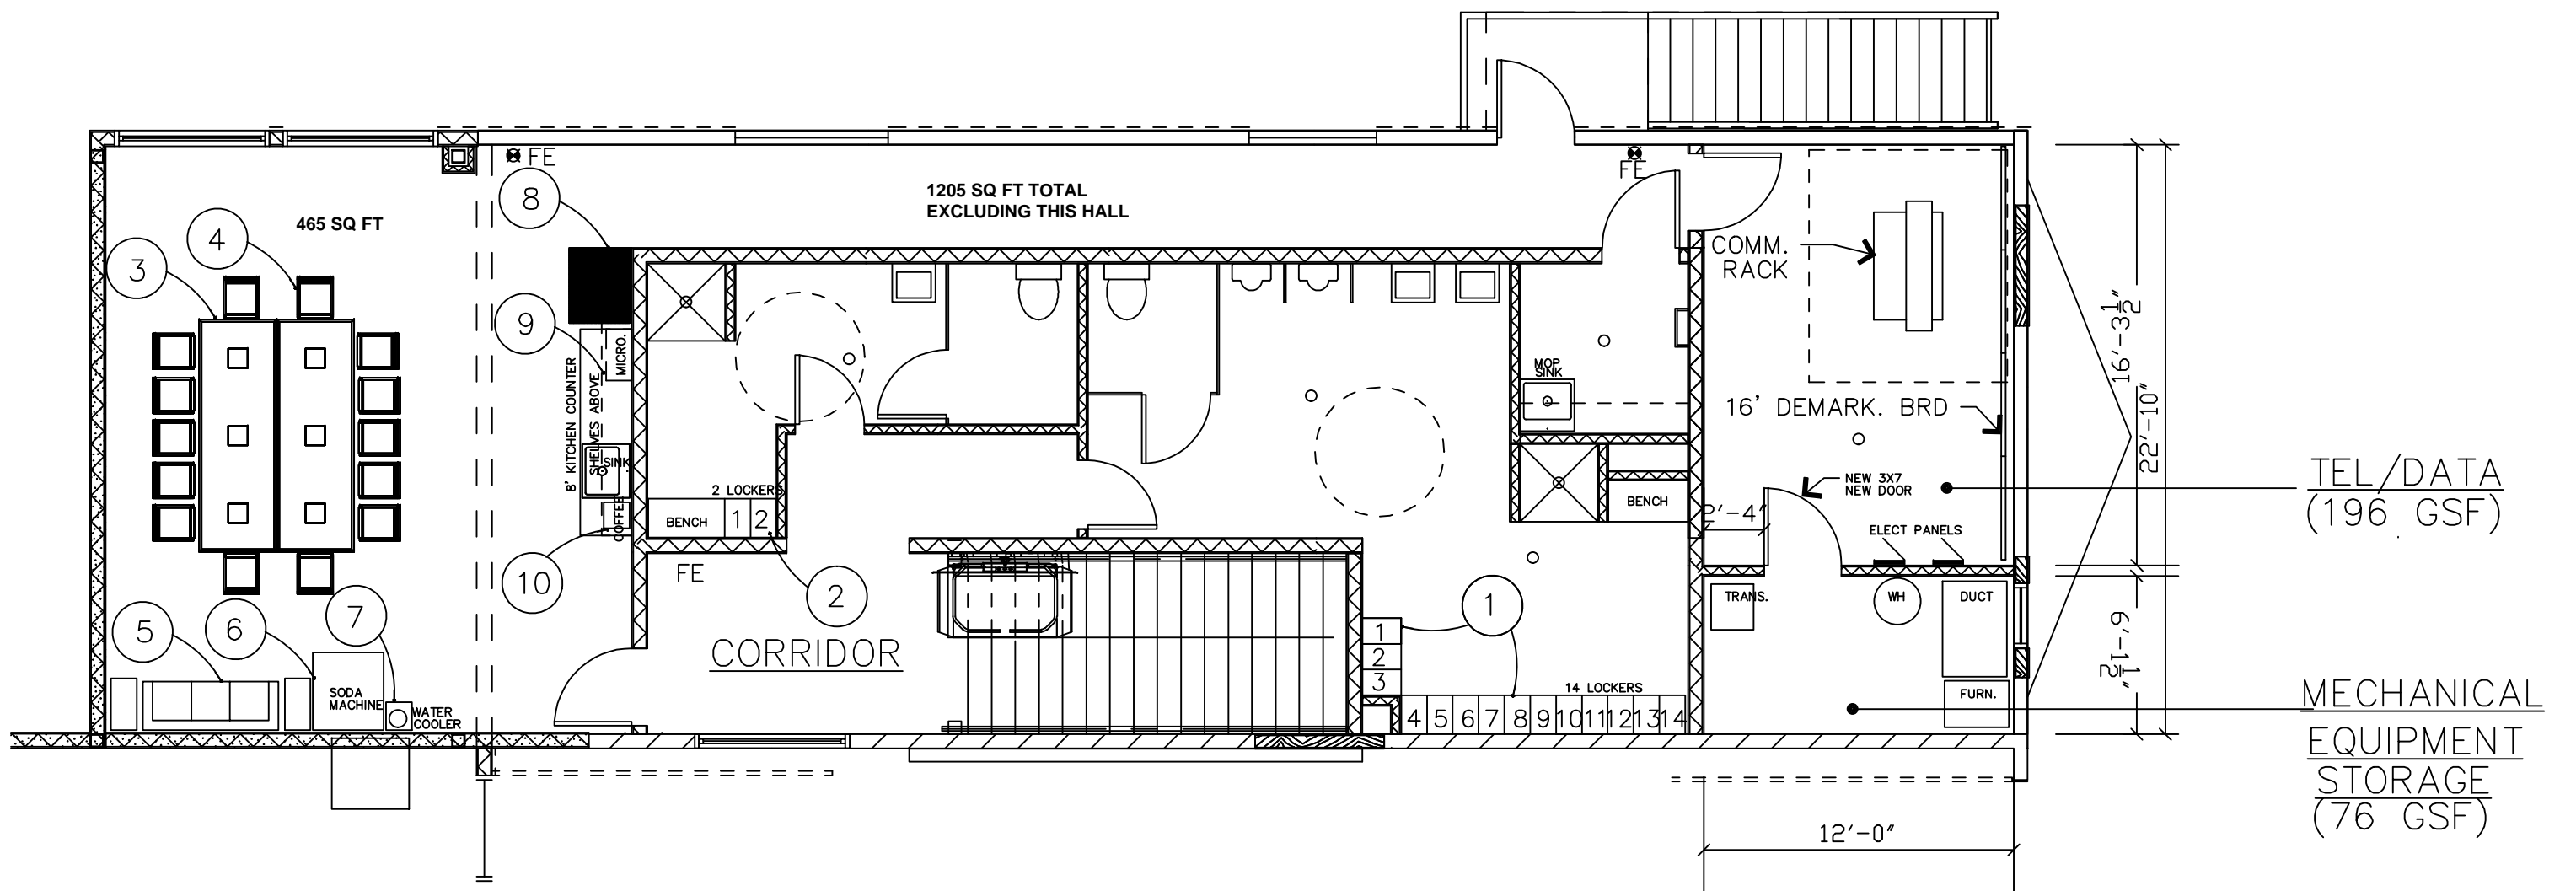 FE
8
1205 SQ FT TOTAL
EXCLUDING THIS HALL
FE
465 SQ FT
4
3
COMM.
RACK
16'-3 1/2"
22'-10"
9
MICRO.
8' KITCHEN COUNTER
SHELVES ABOVE
SINK
COFFEE
MOP
SINK
16' DEMARK. BRD
NEW 3X7
NEW DOOR
TEL/DATA
(196 GSF)
2 LOCKERS
BENCH
1
2
BENCH
2'-4"
ELECT PANELS
10
FE
2
1
TRANS.
WH
DUCT
6'-1 1/2"
5
6
7
CORRIDOR
1
2
3
14 LOCKERS
4
5
6
7
8
9
10
11
12
13
14
SODA
MACHINE
WATER
COOLER
FURN.
MECHANICAL
EQUIPMENT
STORAGE
(76 GSF)
12'-0"